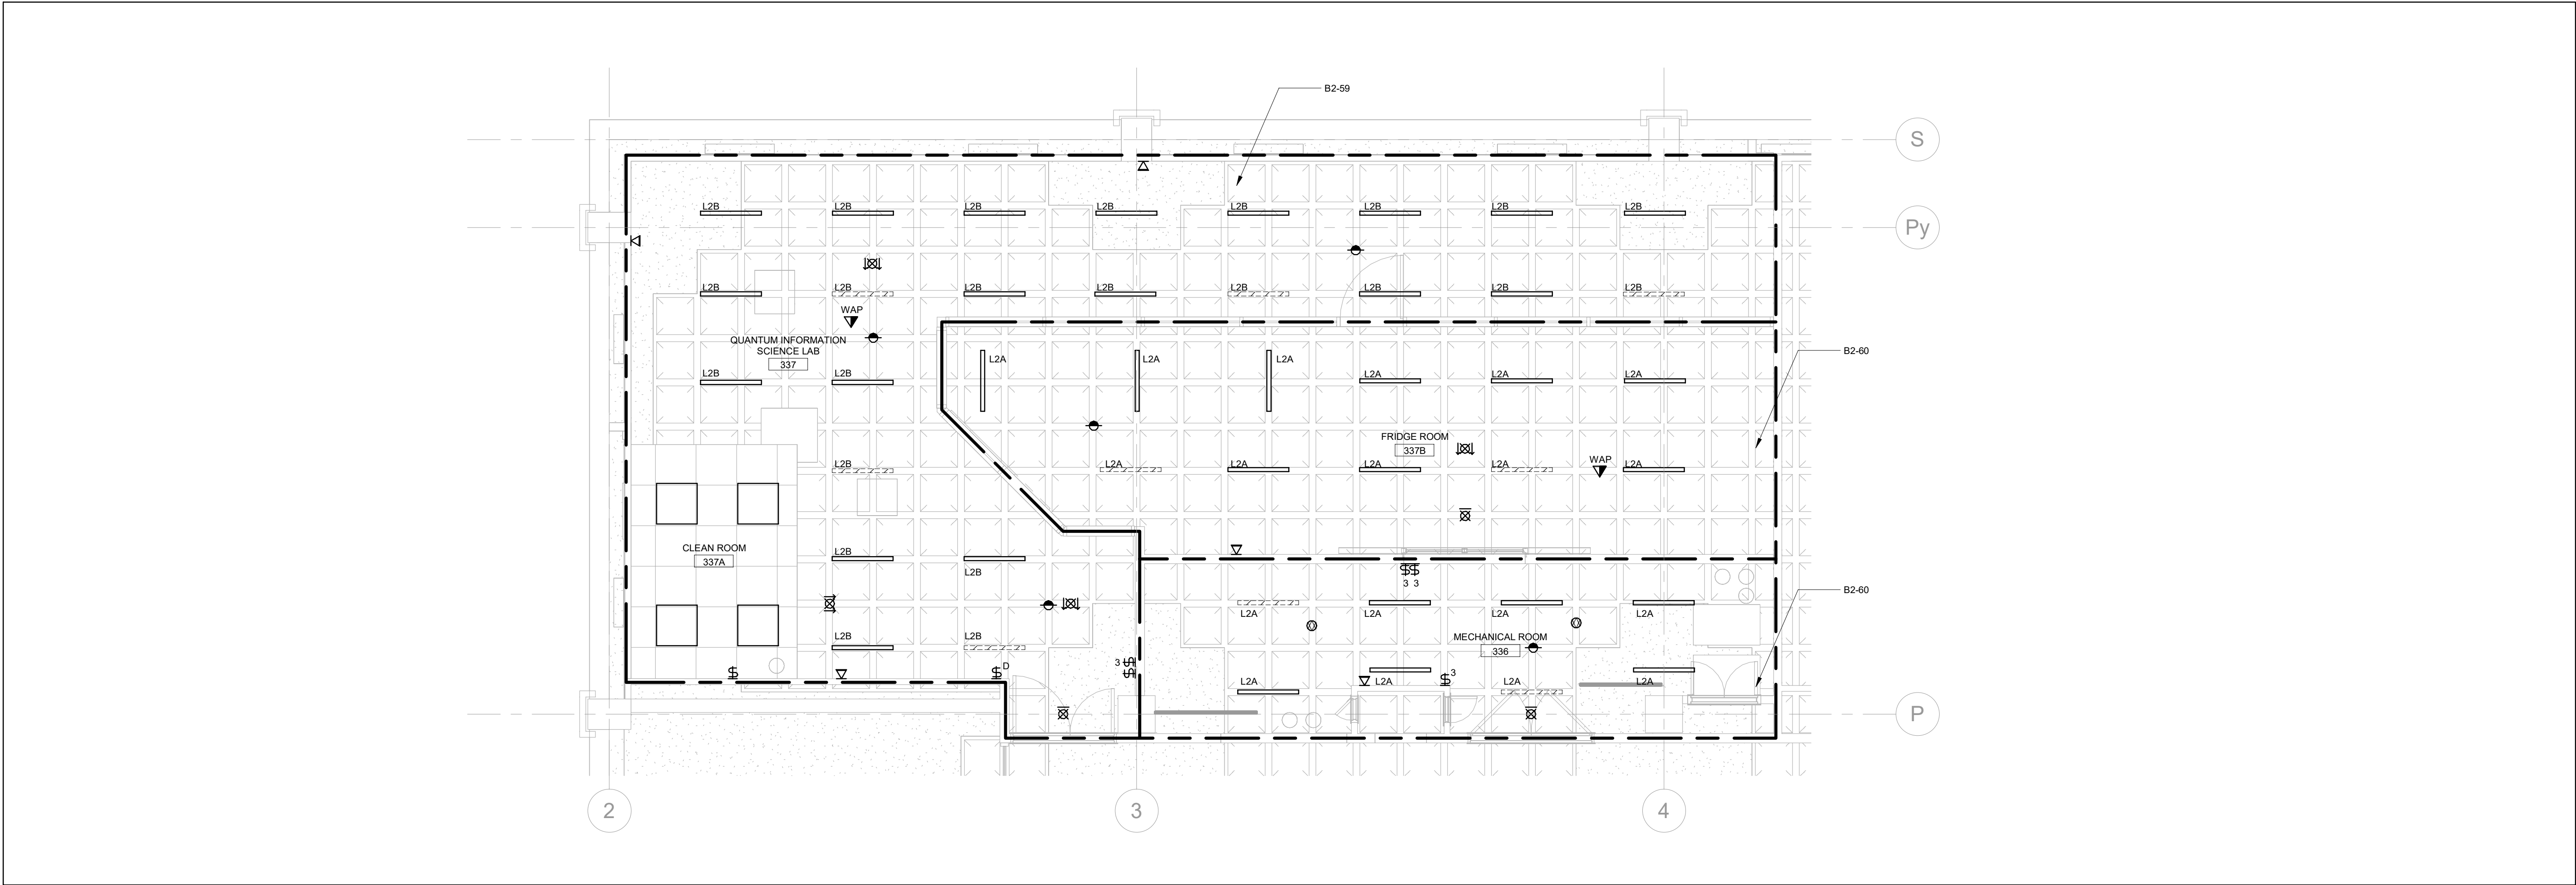 B2-59
S
L2B
L2B
L2B
L2B
L2B
L2B
L2B
L2B
Py
L2B
L2B
L2B
L2B
L2B
L2B
L2B
L2B
WAP
QUANTUM INFORMATION
SCIENCE LAB
337
L2A
L2A
L2A
B2-60
L2B
L2B
L2A
L2A
L2A
FRIDGE ROOM
337B
L2B
L2A
L2A
L2A
L2A
WAP
L2A
CLEAN ROOM
337A
L2B
L2B
3 3
B2-60
L2A
L2A
L2A
L2A
L2B
L2B
MECHANICAL ROOM
336
$
$ D
3 $$
L2A
L2A
$ 3
L2A
L2A
P
2
3
4